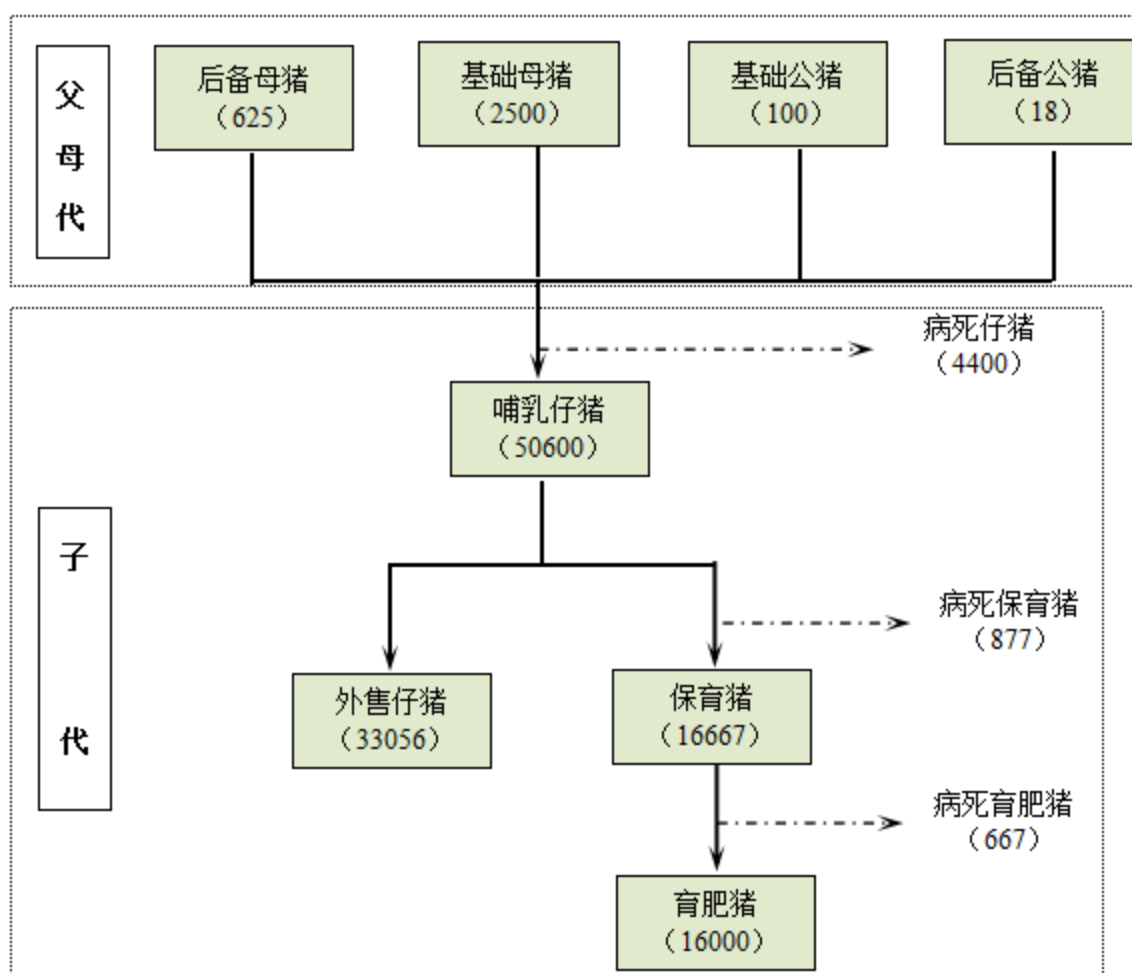 父
母
代
后备母猪
（625）
基础母猪
（2500）
基础公猪
（100）
后备公猪
（18）
病死仔猪
（4400）
哺乳仔猪
（50600）
子
代
病死保育猪
（877）
外售仔猪
（33056）
保育猪
（16667）
病死育肥猪
（667）
育肥猪
（16000）